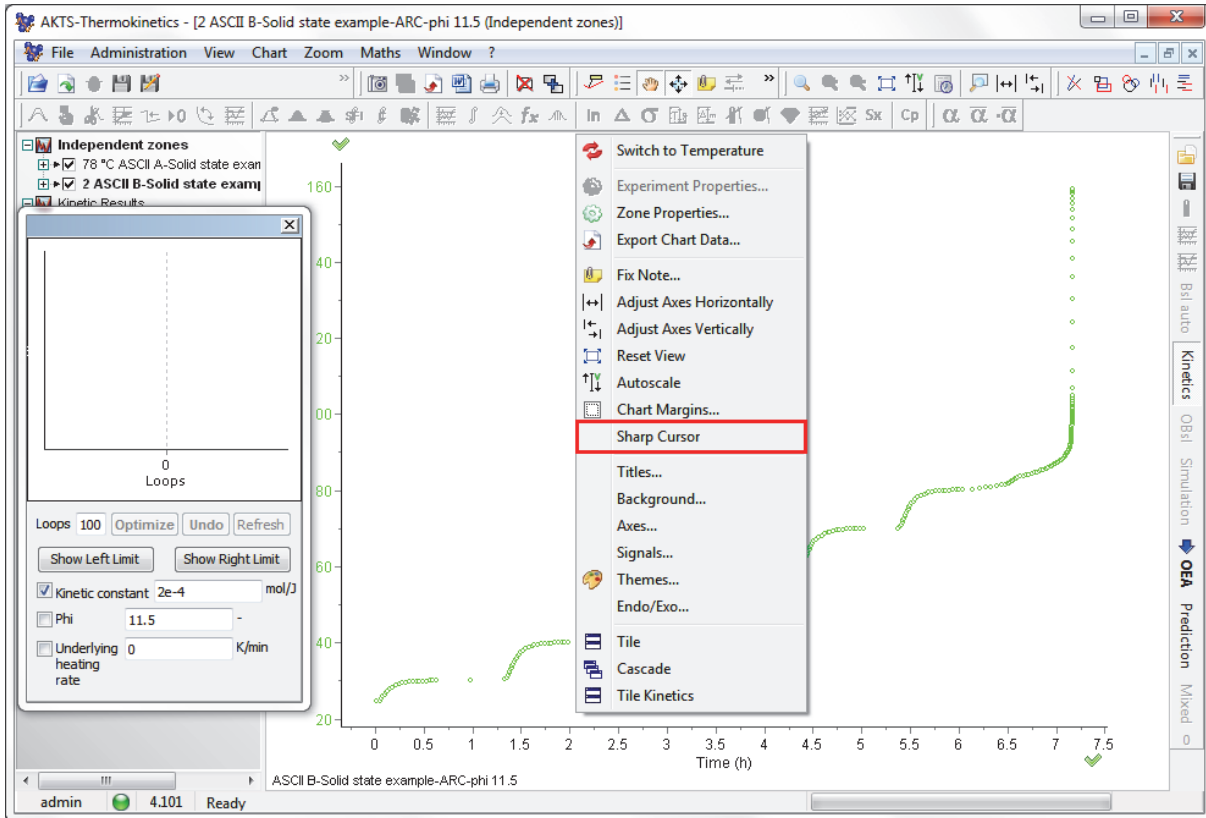 AKTS-Thermokinetics - [2 ASCII B-Solid state example-ARC-phi 11.5 (Independent zones)]
File Administration View Chart Zoom Maths Window ?
fx ln Δ σ Sx Cp α α -α
Independent zones
78 °C ASCII A-Solid state exan
2 ASCII B-Solid state examp
Kinetic Results
0
Loops
Loops 100 Optimize Undo Refresh
Show Left Limit Show Right Limit
Kinetic constant 2e-4 mol/J
Phi 11.5 -
Underlying 0 K/min
heating
rate
160
40
20
00
80
60
40
20
0 0.5 1 1.5 2 2.5 3 3.5 4 4.5 5 5.5 6 6.5 7 7.5
Time (h)
ASCII B-Solid state example-ARC-phi 11.5
Switch to Temperature
Experiment Properties...
Zone Properties...
Export Chart Data...
Fix Note...
Adjust Axes Horizontally
Adjust Axes Vertically
Reset View
Autoscale
Chart Margins...
Sharp Cursor
Titles...
Background...
Axes...
Signals...
Themes...
Endo/Exo...
Tile
Cascade
Tile Kinetics
Bsl auto
Kinetics
OBsl
Simulation
OEA
Prediction
Mixed
0
admin 4.101 Ready